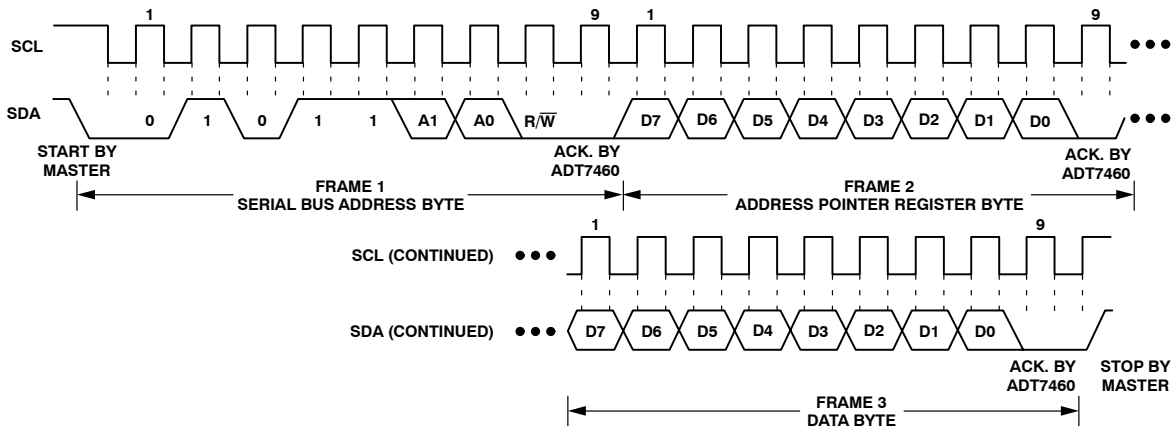 1 9 1 9
SCL
SDA 0 1 0 1 1 A1 A0 R/W D7 D6 D5 D4 D3 D2 D1 D0
START BY
MASTER
ACK. BY
ADT7460
ACK. BY
ADT7460
FRAME 1
SERIAL BUS ADDRESS BYTE
FRAME 2
ADDRESS POINTER REGISTER BYTE
1 9
SCL (CONTINUED)
SDA (CONTINUED) D7 D6 D5 D4 D3 D2 D1 D0
ACK. BY
ADT7460
STOP BY
MASTER
FRAME 3
DATA BYTE